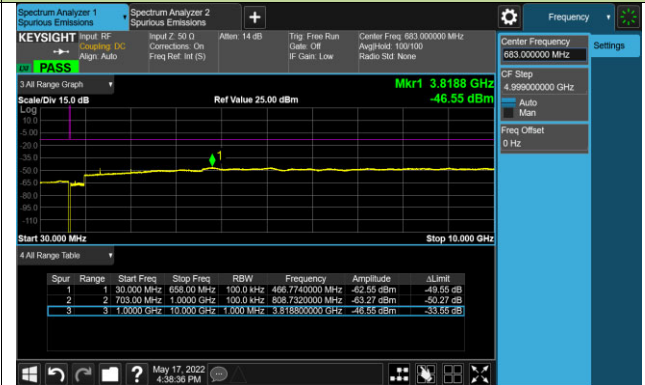 Spectrum Analyzer 1
Spurious Emissions
Spectrum Analyzer 2
Spurious Emissions
Frequency
KEYSIGHT
Input: RF
Coupling: DC
Align: Auto
Input Z: 50 Ω
Corrections: On
Freq Ref: Int (S)
Atten: 14 dB
Trig: Free Run
Gate: Off
IF Gain: Low
Center Freq: 683.000000 MHz
Avg|Hold: 100/100
Radio Std: None
PASS
Center Frequency
683.000000 MHz
Settings
CF Step
4.999000000 GHz
Auto
Man
Freq Offset
0 Hz
3 All Range Graph
Mkr1 3.8188 GHz
Scale/Div 15.0 dB
Ref Value 25.00 dBm
-46.55 dBm
Log
10.0
-5.00
-20.0
-35.0
-50.0
-65.0
-80.0
-95.0
-110
1
Start 30.000 MHz
Stop 10.000 GHz
4 All Range Table
Spur Range Start Freq Stop Freq RBW Frequency Amplitude ΔLimit
1 1 30.000 MHz 658.00 MHz 100.0 kHz 466.7740000 MHz -62.55 dBm -49.55 dB
2 2 703.00 MHz 1.0000 GHz 100.0 kHz 808.7320000 MHz -63.27 dBm -50.27 dB
3 3 1.0000 GHz 10.000 GHz 1.000 MHz 3.818800000 GHz -46.55 dBm -33.55 dB
May 17, 2022
4:38:36 PM